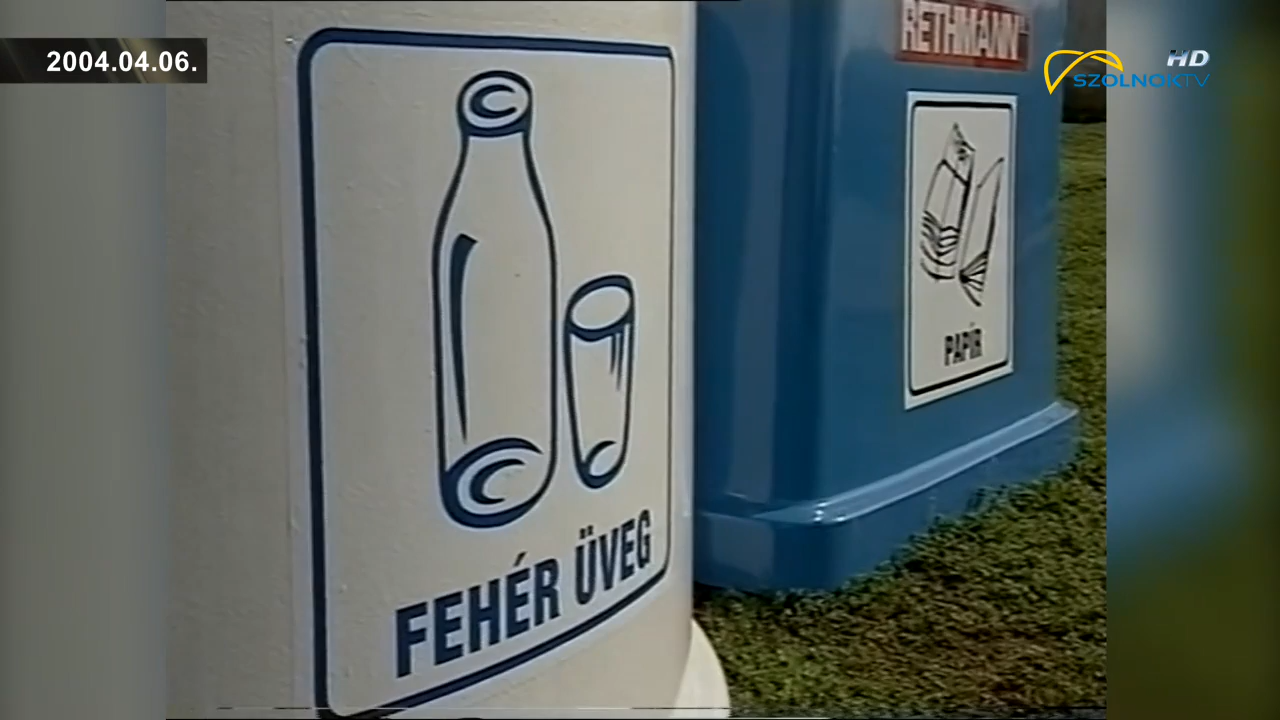 2004.04.06.
RETHMANN
HD
SZOLNOKTV
PAPÍR
FEHÉR ÜVEG